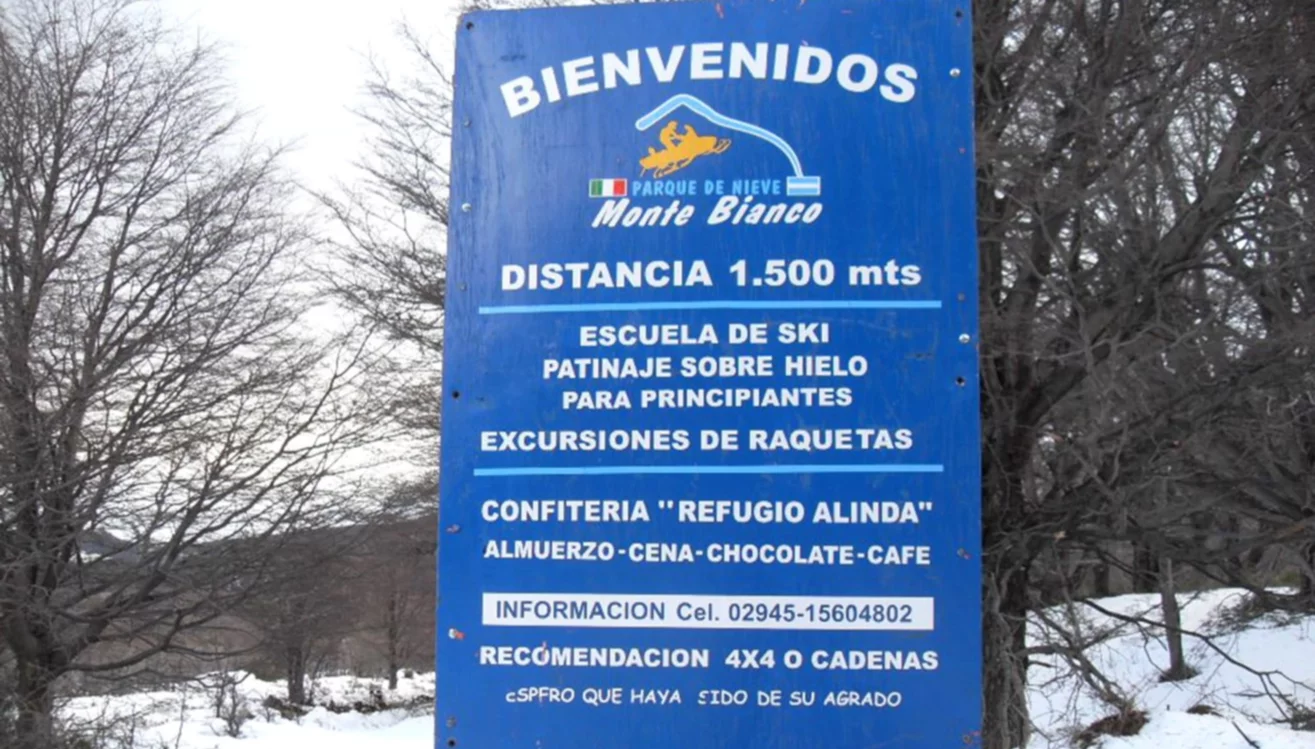 BIENVENIDOS
PARQUE DE NIEVE
Monte Bianco
DISTANCIA 1.500 mts
ESCUELA DE SKI
PATINAJE SOBRE HIELO
PARA PRINCIPIANTES
EXCURSIONES DE RAQUETAS
CONFITERIA "REFUGIO ALINDA"
ALMUERZO-CENA-CHOCOLATE-CAFE
INFORMACION Cel. 02945-15604802
RECOMENDACION 4X4 O CADENAS
ESPERO QUE HAYA SIDO DE SU AGRADO